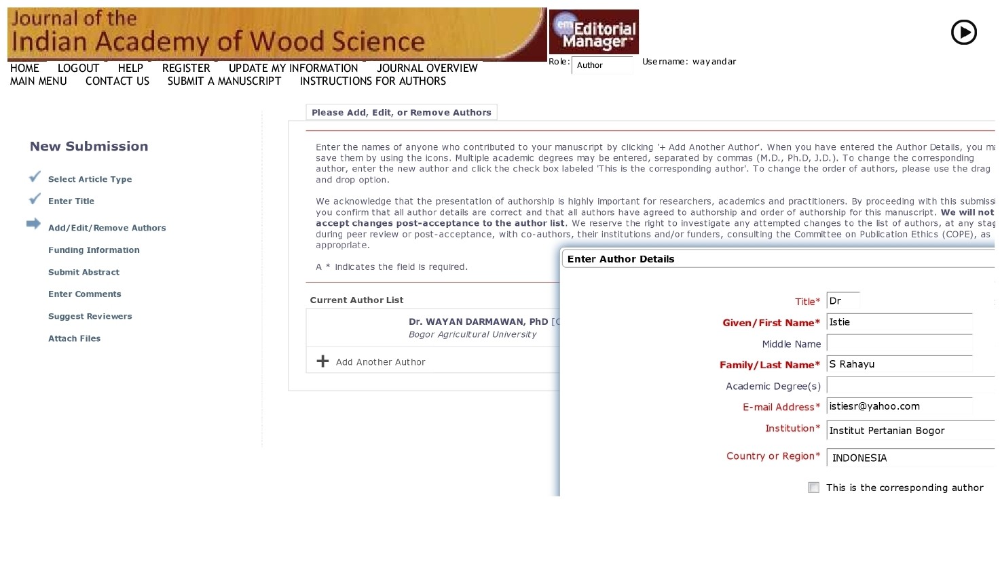 Journal of the
Indian Academy of Wood Science
em Editorial
Manager™
Role: Author Username: wayandar
HOME LOGOUT HELP REGISTER UPDATE MY INFORMATION JOURNAL OVERVIEW
MAIN MENU CONTACT US SUBMIT A MANUSCRIPT INSTRUCTIONS FOR AUTHORS
New Submission
Select Article Type
Enter Title
Add/Edit/Remove Authors
Funding Information
Submit Abstract
Enter Comments
Suggest Reviewers
Attach Files
Please Add, Edit, or Remove Authors
Enter the names of anyone who contributed to your manuscript by clicking '+ Add Another Author'. When you have entered the Author Details, you
save them by using the icons. Multiple academic degrees may be entered, separated by commas (M.D., Ph.D, J.D.). To change the corresponding
author, enter the new author and click the check box labeled 'This is the corresponding author'. To change the order of authors, please use the drag
and drop option.
We acknowledge that the presentation of authorship is highly important for researchers, academics and practitioners. By proceeding with this
you confirm that all author details are correct and that all authors have agreed to authorship and order of authorship for this manuscript. We will not
accept changes post-acceptance to the author list. We reserve the right to investigate any attempted changes to the list of authors, at any
during peer review or post-acceptance, with co-authors, their institutions and/or funders, consulting the Committee on Publication Ethics (COPE), as
appropriate.
A * indicates the field is required.
Current Author List
Dr. WAYAN DARMAWAN, PhD
Bogor Agricultural University
Add Another Author
Enter Author Details
Title* Dr
Given/First Name* Istie
Middle Name
Family/Last Name* S Rahayu
Academic Degree(s)
E-mail Address* istiesr@yahoo.com
Institution* Institut Pertanian Bogor
Country or Region* INDONESIA
This is the corresponding author